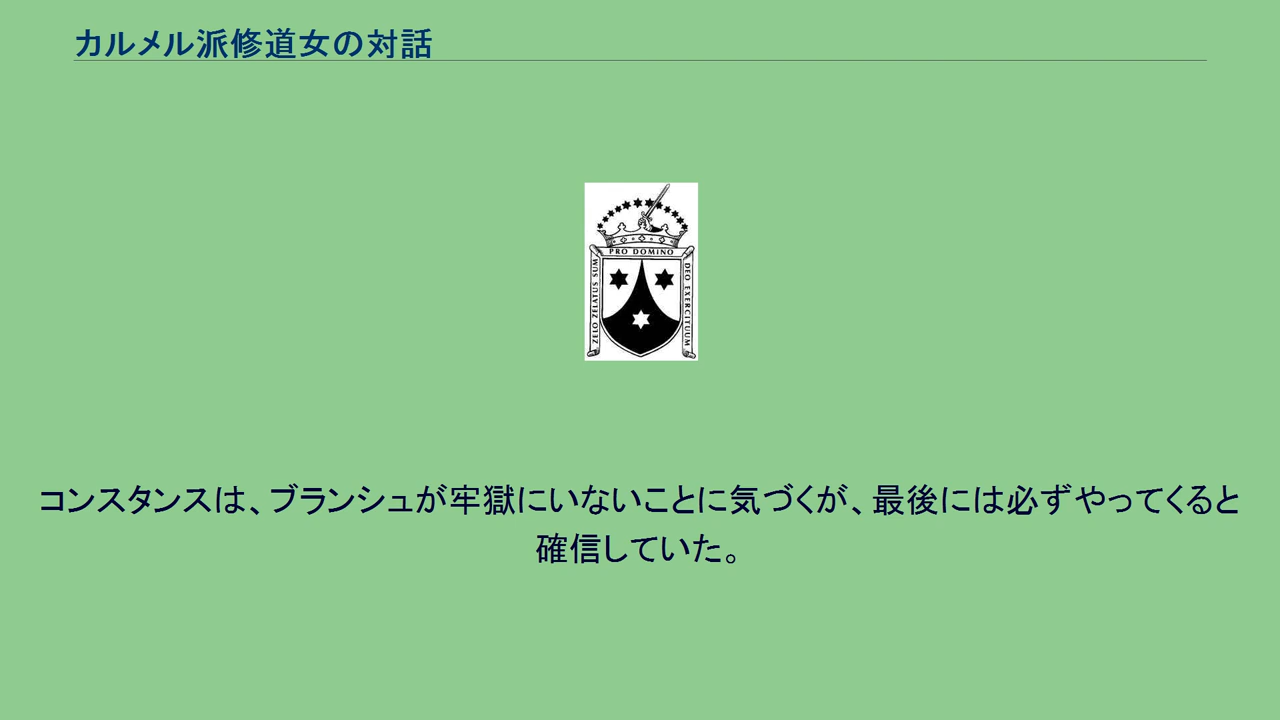 カルメル派修道女の対話
PRO DOMINO
ZELO ZELATUS SUM
DEO EXERCITUUM
コンスタンスは、ブランシュが牢獄にいないことに気づくが、最後には必ずやってくると
確信していた。